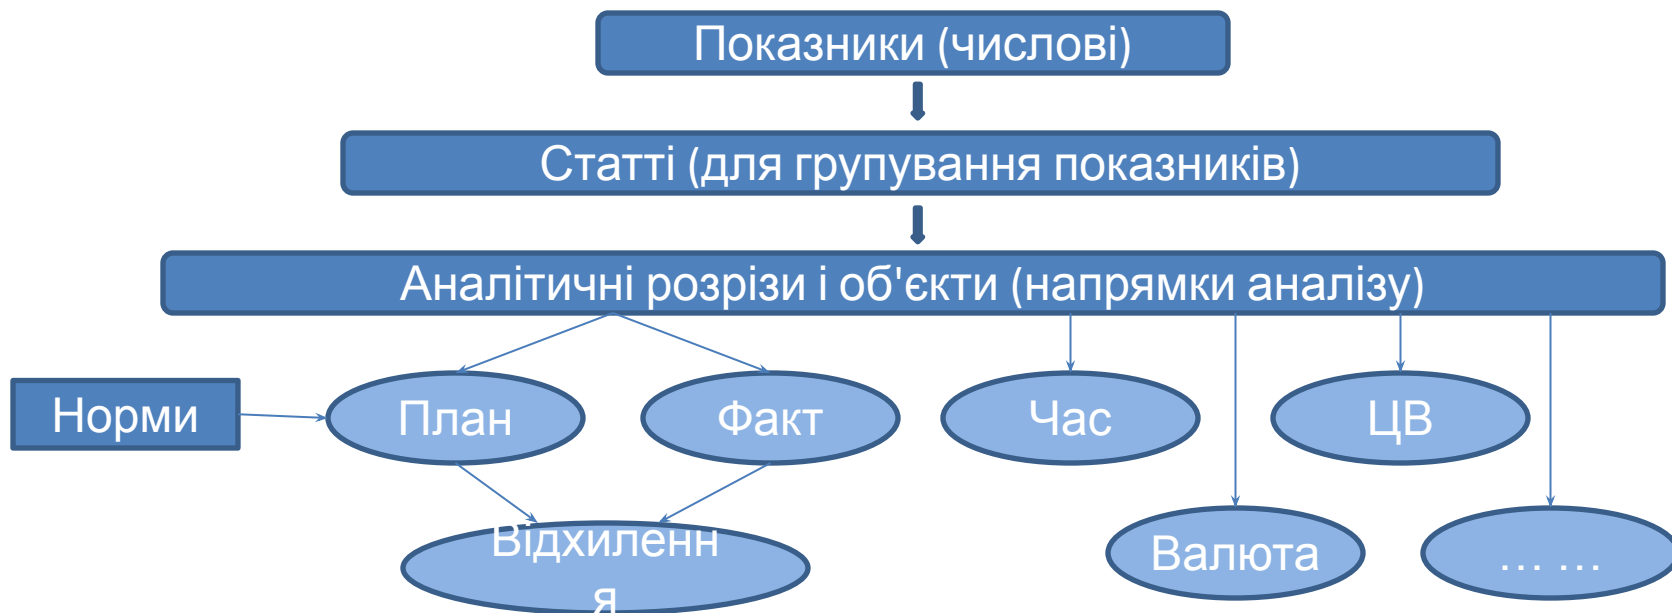 Показники (числові)
Статті (для групування показників)
Аналітичні розрізи і об'єкти (напрямки аналізу)
Норми
План
Факт
Час
ЦВ
Відхиленн
я
Валюта
… …